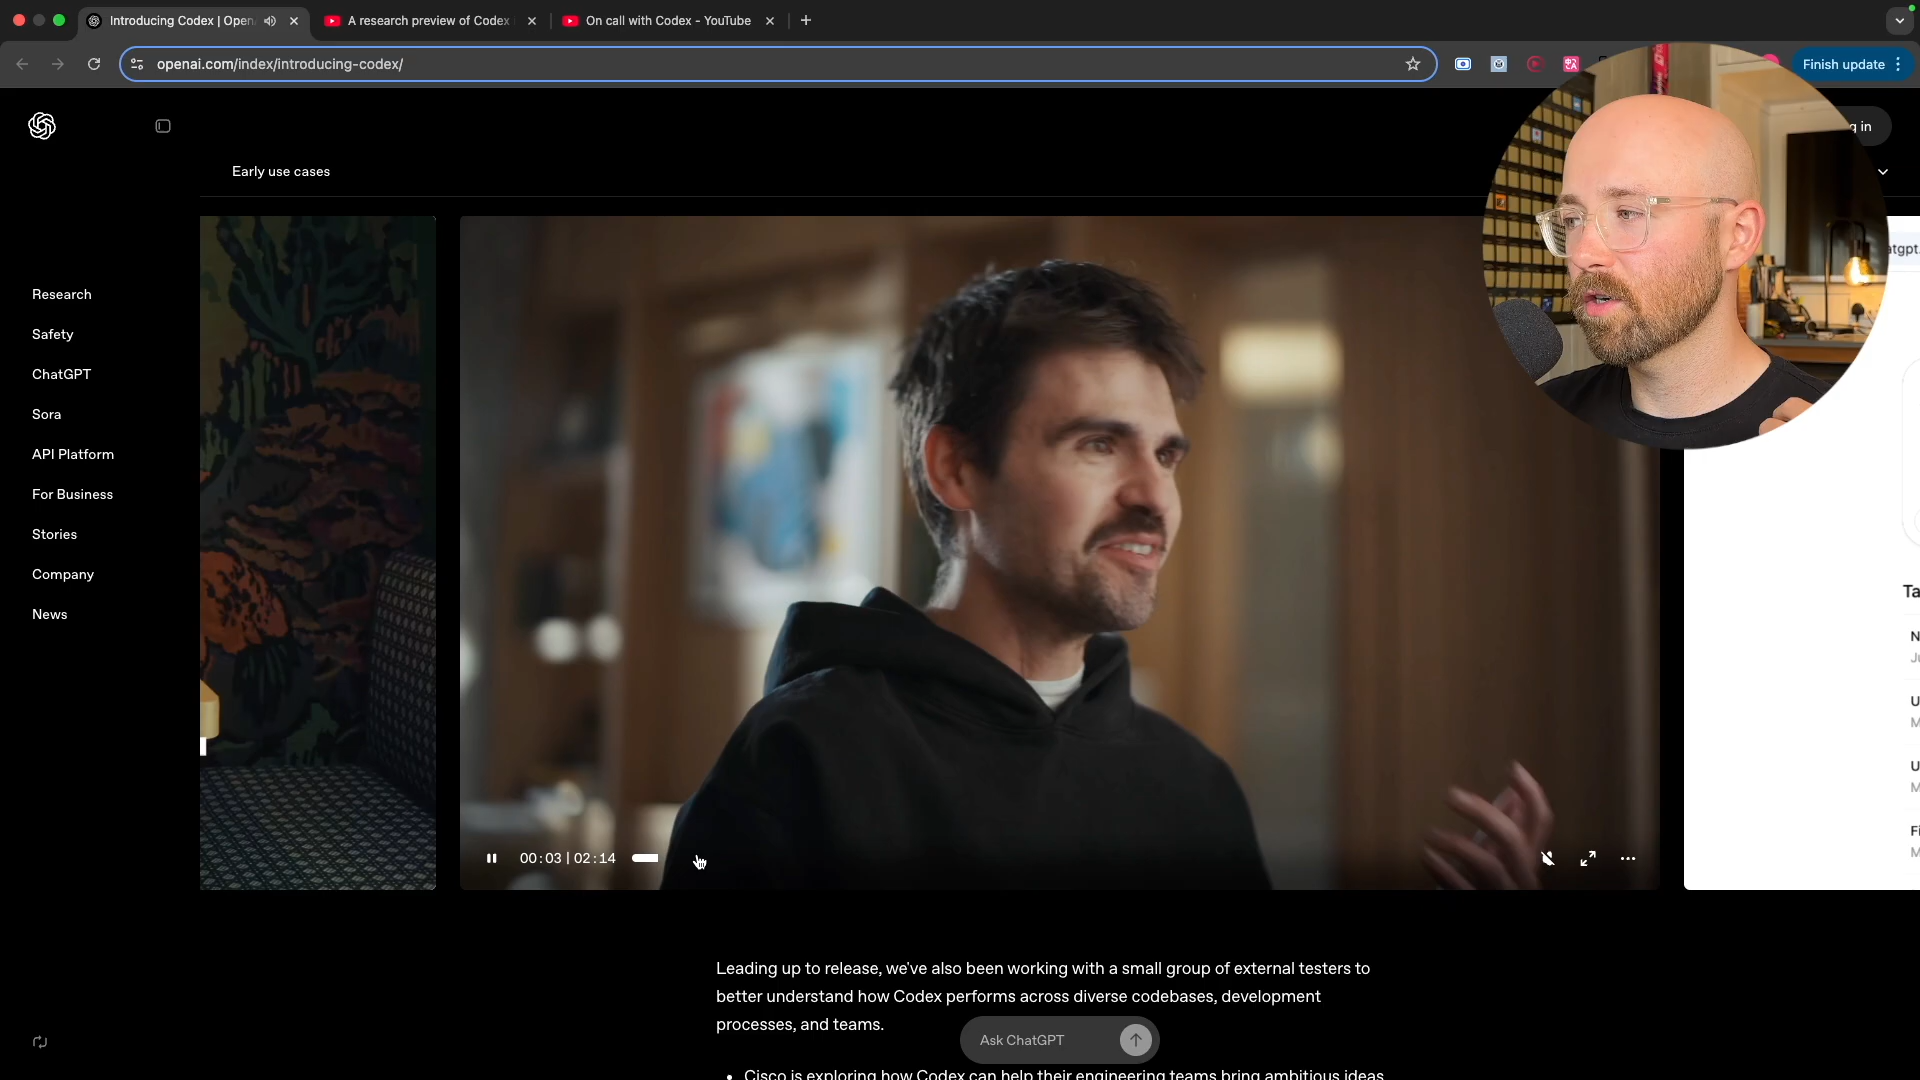 Introducing Codex | Open
A research preview of Codex
On call with Codex - YouTube
openai.com/index/introducing-codex/
Finish update
in
Early use cases
Research
Safety
ChatGPT
Sora
API Platform
For Business
Stories
Company
News
00:03 | 02:14
atgpt.
Ta
Leading up to release, we've also been working with a small group of external testers to
better understand how Codex performs across diverse codebases, development
processes, and teams.
Ask ChatGPT
• Cisco is exploring how Codex can help their engineering teams bring ambitious ideas